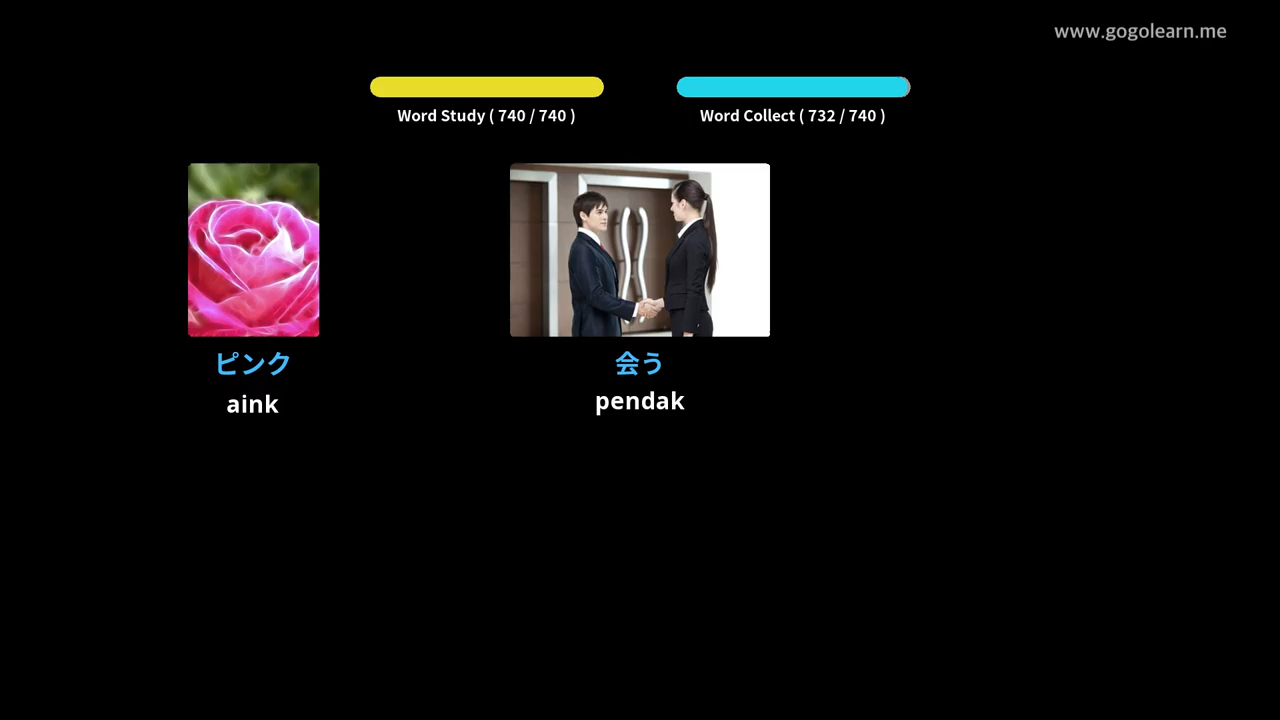 www.gogolearn.me
Word Study ( 740 / 740 )
Word Collect ( 732 / 740 )
ピンク
aink
会う
pendak